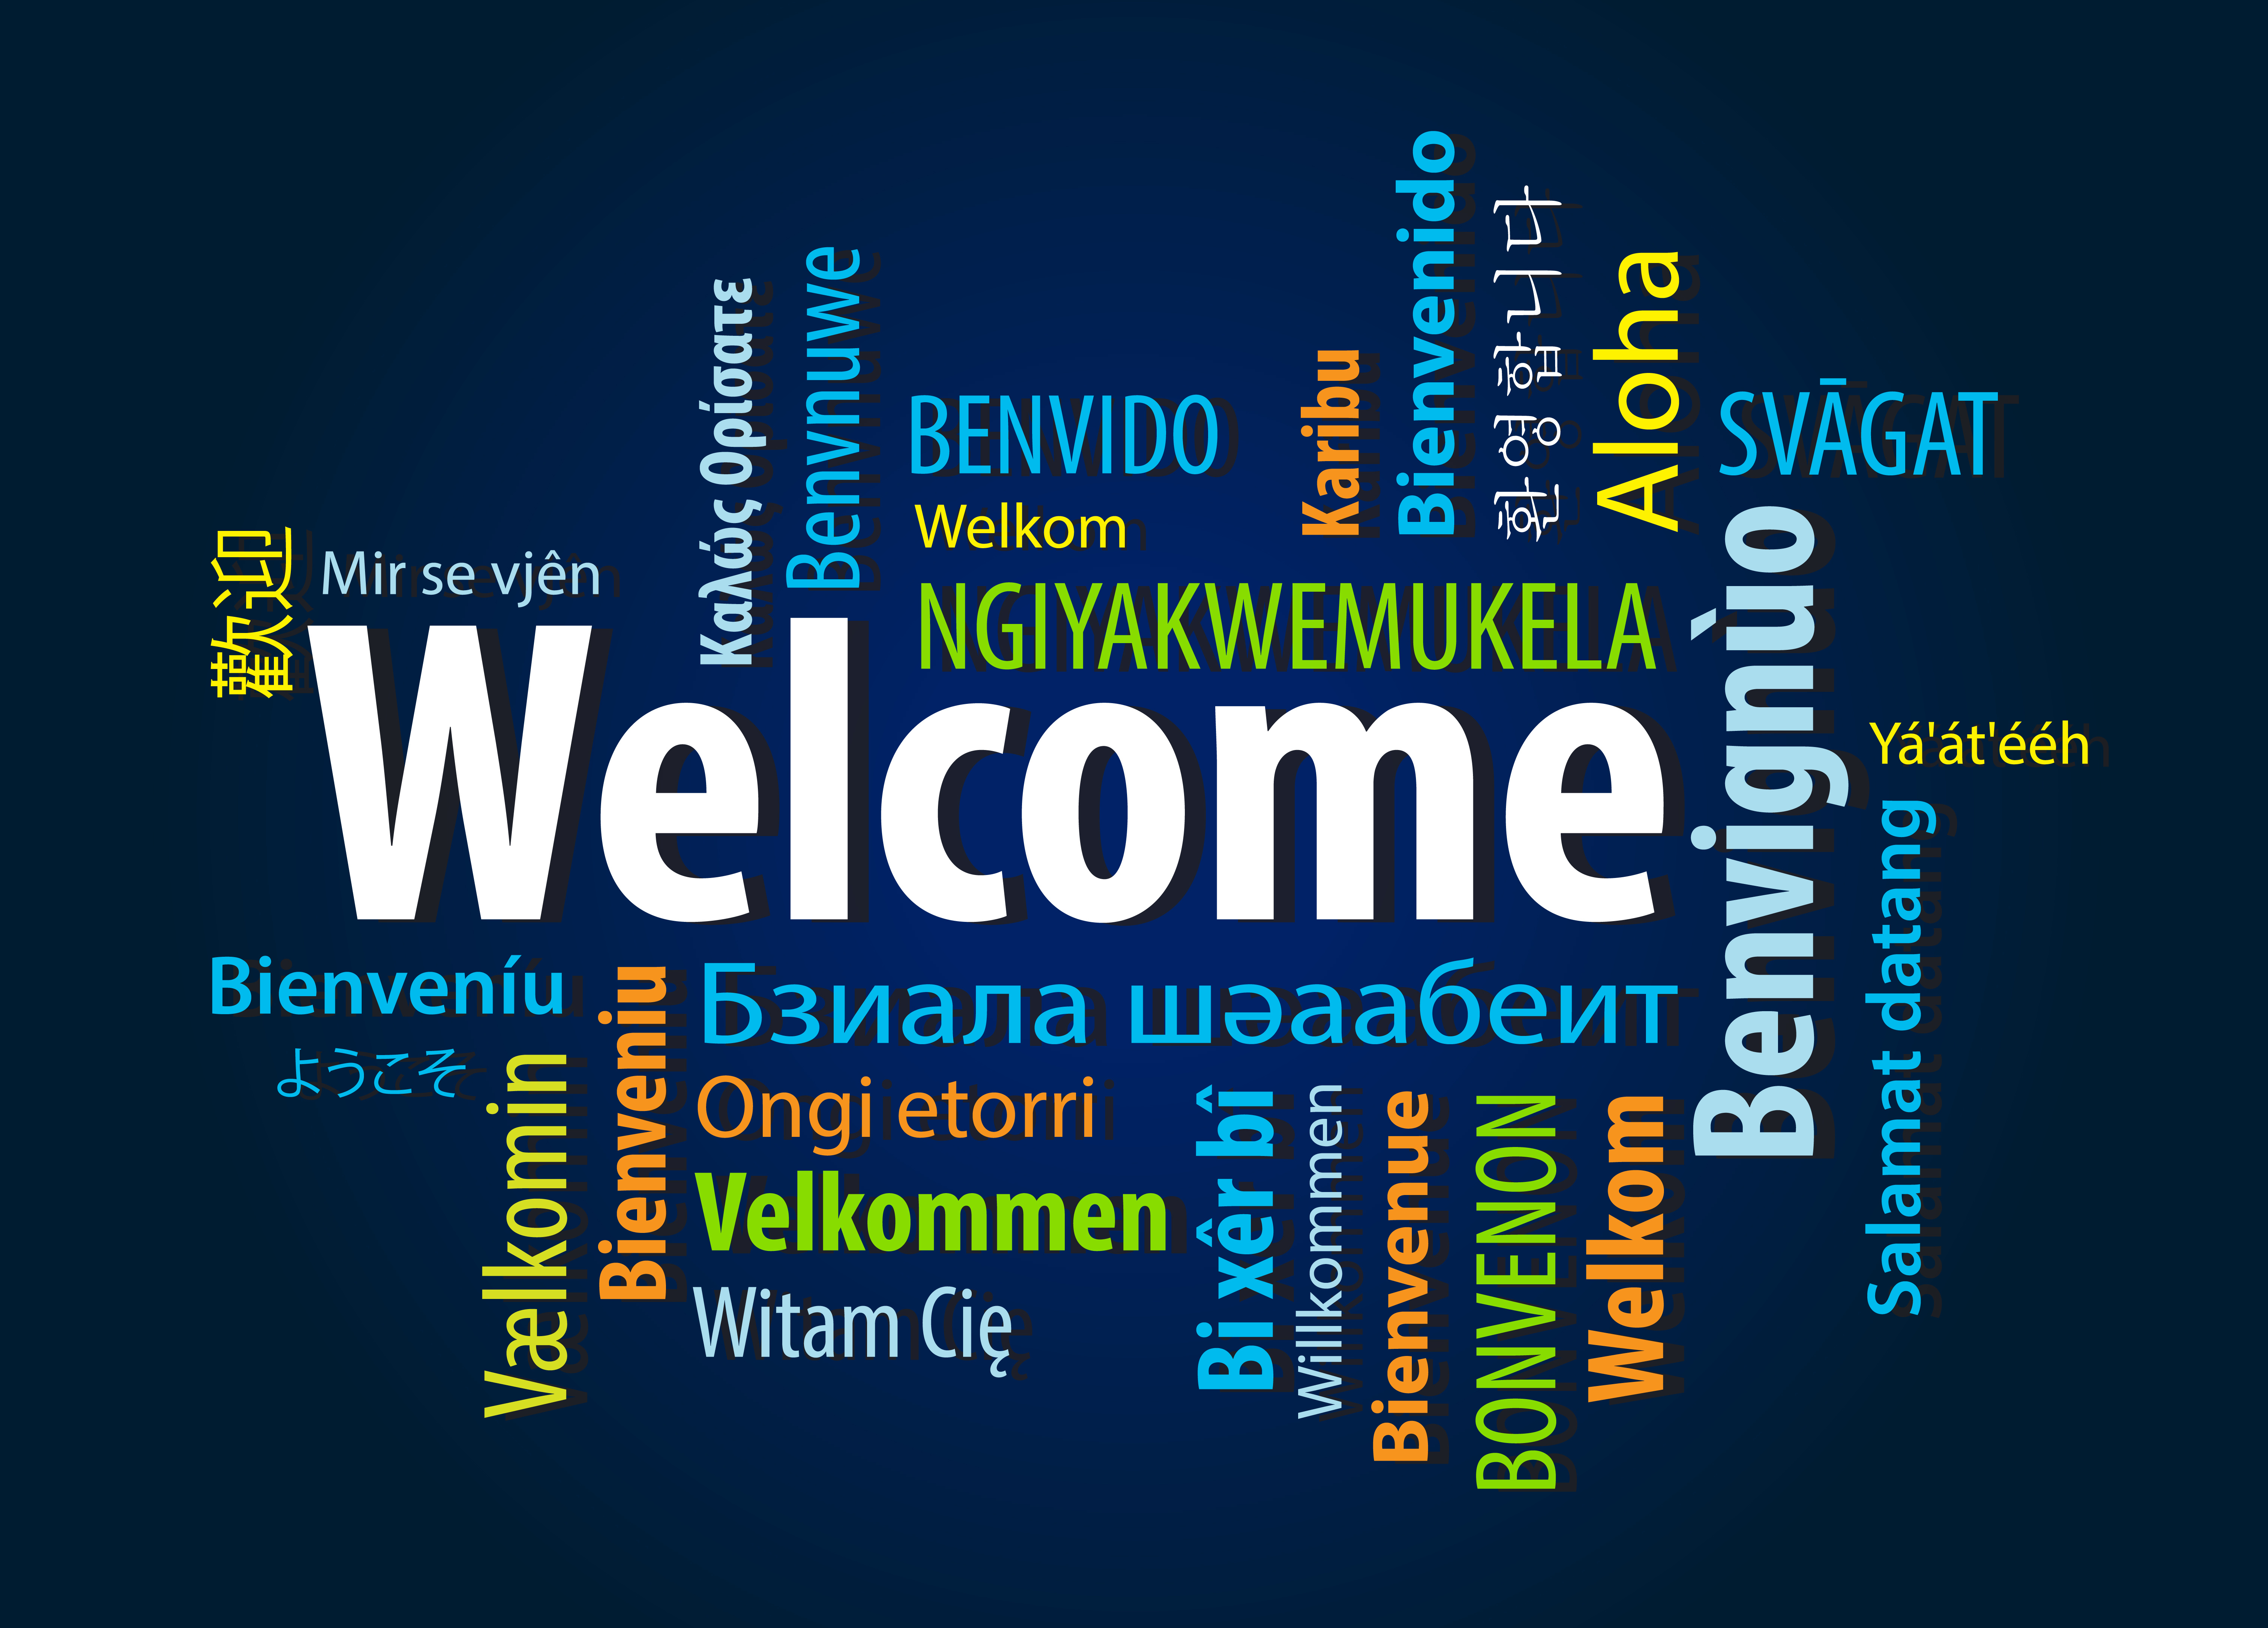 Bienvenido
환영합니다
Aloha
Καλώς Ορίσατε
Benvnuwe
BENVIDO
Karibu
SVĀGAT
Welkom
歡迎
Mir se vjên
NGIYAKWEMUKELA
Benvignùo
Welcome
Yá'át'ééh
Salamat datang
Bienveníu
Bienveniu
Бзиала шәаабеит
ようこそ
Vælkomin
Ongi etorri
Velkommen
Witam Cię
Bi xêr bî
Willkommen
Bienvenue
BONVENON
Welkom